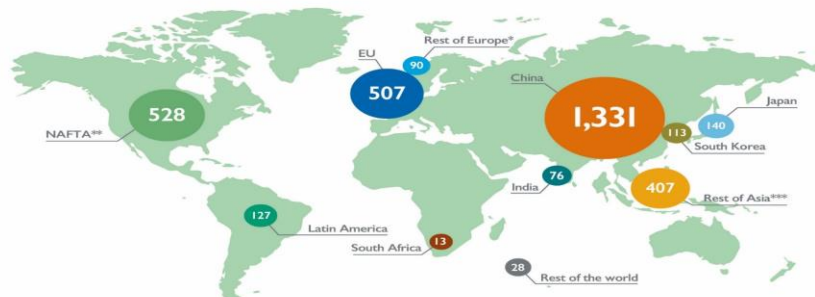 Rest of Europe*
EU
90
507
China
1,331
528
NAFTA**
Japan
140
113
South Korea
76
India
407
Rest of Asia***
127
Latin America
13
South Africa
28
Rest of the world